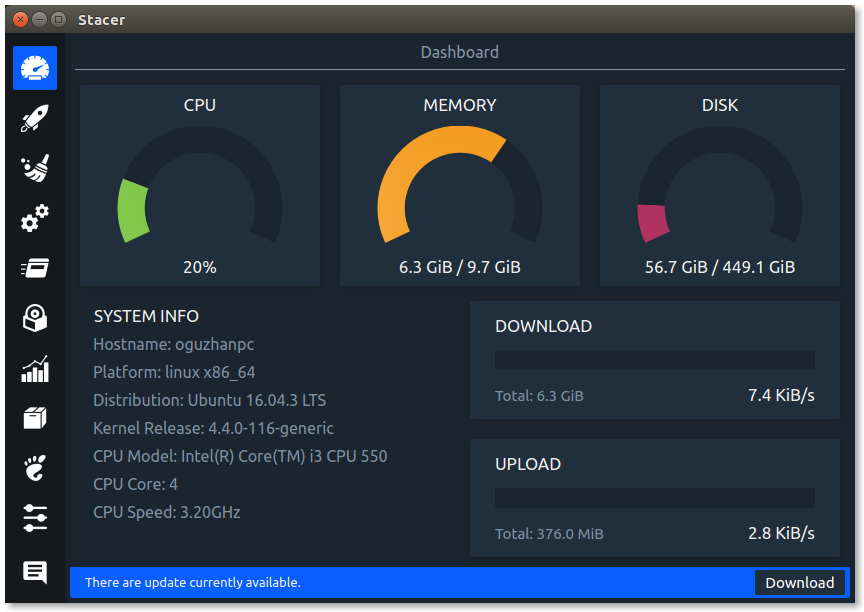 Stacer
Dashboard
CPU
20%
MEMORY
6.3 GiB / 9.7 GiB
DISK
56.7 GiB / 449.1 GiB
SYSTEM INFO
Hostname: oguzhanpc
Platform: linux x86_64
Distribution: Ubuntu 16.04.3 LTS
Kernel Release: 4.4.0-116-generic
CPU Model: Intel(R) Core(TM) i3 CPU 550
CPU Core: 4
CPU Speed: 3.20GHz
DOWNLOAD
Total: 6.3 GiB 7.4 KiB/s
UPLOAD
Total: 376.0 MiB 2.8 KiB/s
There are update currently available. Download